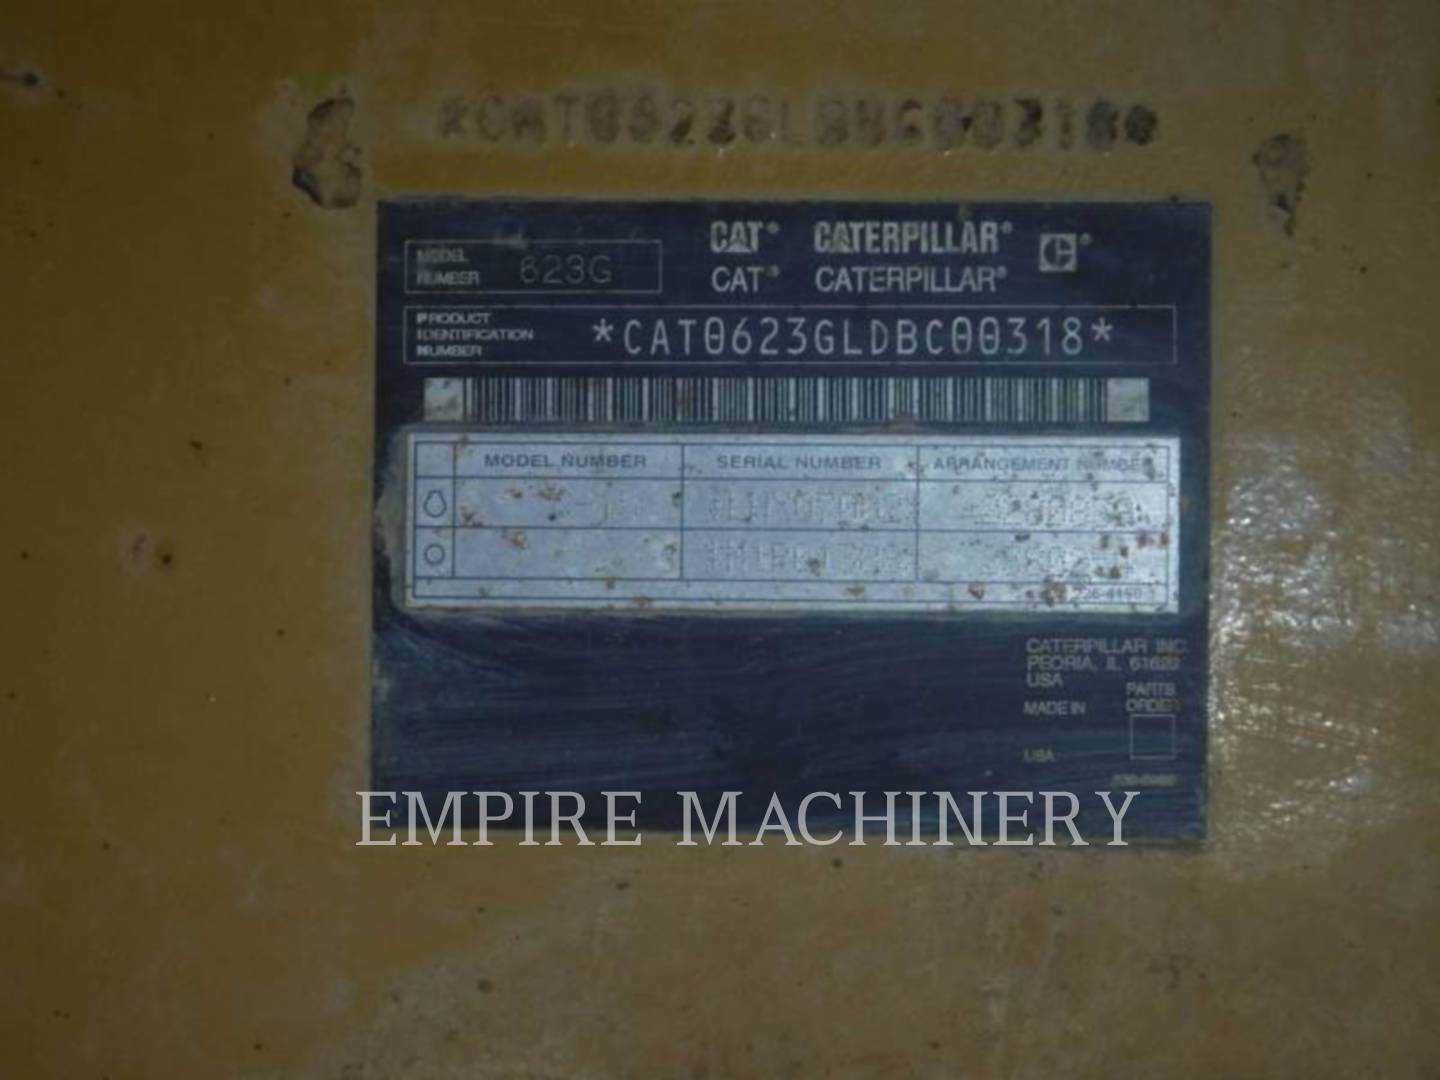 MODEL
NUMBER 623G
CAT® CATERPILLAR® C®
CAT® CATERPILLAR®
PRODUCT
IDENTIFICATION
NUMBER
*CAT0623GLDBC00318*
MODEL NUMBER SERIAL NUMBER ARRANGEMENT NUMBER
CATERPILLAR INC.
PEORIA, IL 61629
USA
MADE IN
PARTS
ORDER
USA
EMPIRE MACHINERY